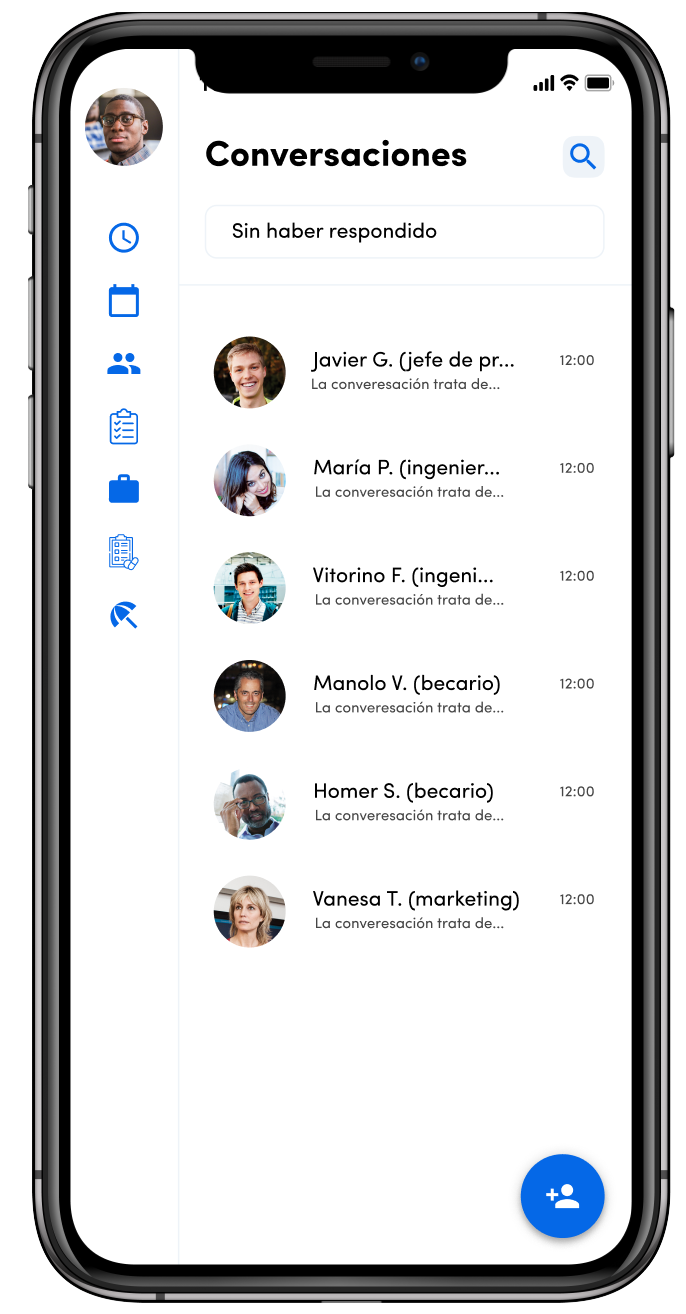 Conversaciones
Sin haber respondido
Javier G. (jefe de pr...
12:00
La converesación trata de...
María P. (ingenier...
12:00
La converesación trata de...
Vitorino F. (ingeni...
12:00
La converesación trata de...
Manolo V. (becario)
12:00
La converesación trata de...
Homer S. (becario)
12:00
La converesación trata de...
Vanesa T. (marketing)
12:00
La converesación trata de...